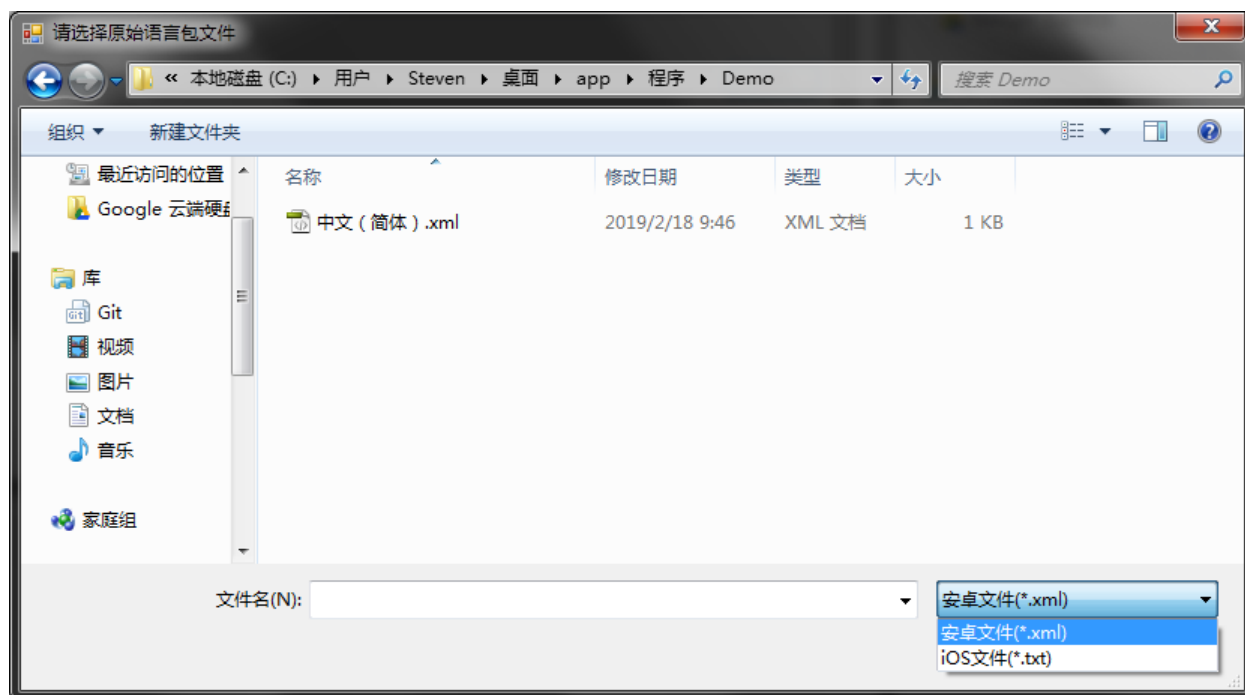 请选择原始语言包文件
« 本地磁盘 (C:) ▸ 用户 ▸ Steven ▸ 桌面 ▸ app ▸ 程序 ▸ Demo
搜索 Demo
组织 新建文件夹
最近访问的位置
Google 云端硬盘
库
Git
视频
图片
文档
音乐
家庭组
名称 修改日期 类型 大小
中文（简体）.xml 2019/2/18 9:46 XML 文档 1 KB
文件名(N):
安卓文件(*.xml)
安卓文件(*.xml)
iOS文件(*.txt)